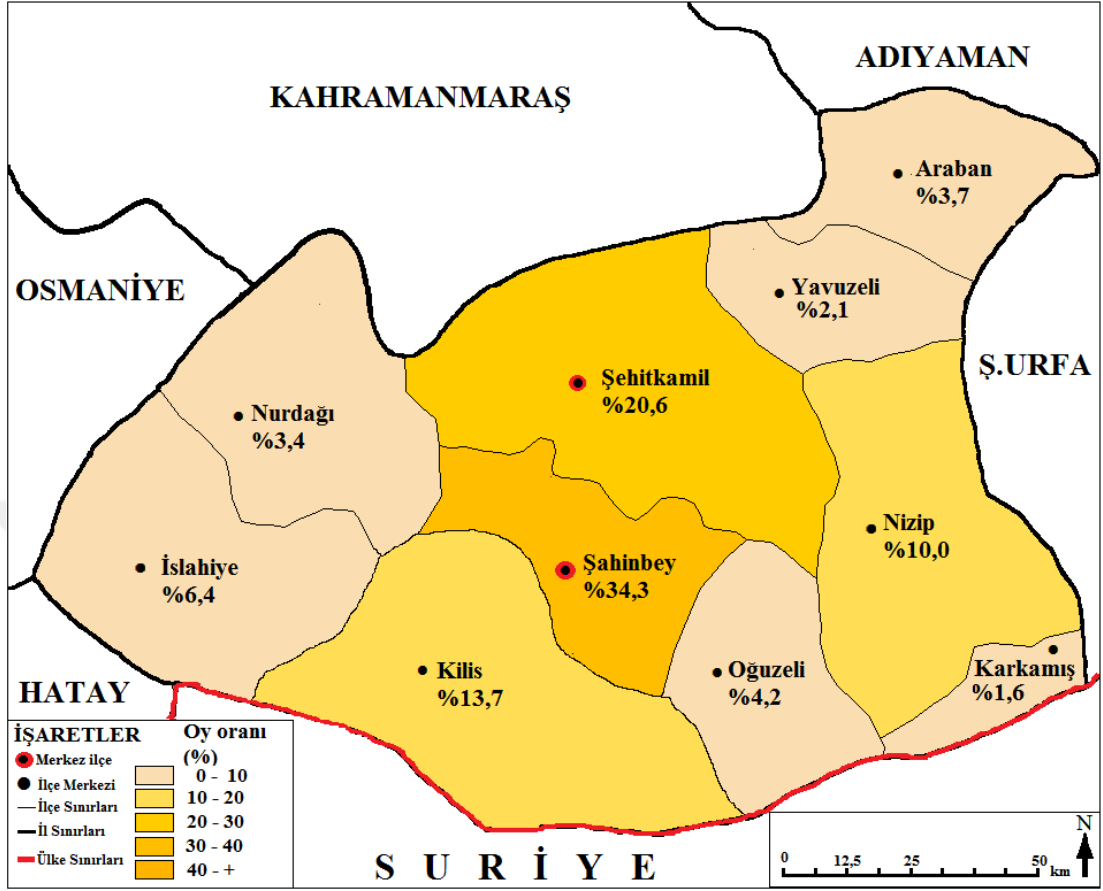 ADIYAMAN
KAHRAMANMARAŞ
Araban
%3,7
OSMANİYE
Yavuzeli
%2,1
Ş.URFA
Şehitkamil
%20,6
Nurdağı
%3,4
Nizip
%10,0
Şahinbey
%34,3
İslahiye
%6,4
Kilis
%13,7
Oğuzeli
%4,2
Karkamış
%1,6
HATAY
İŞARETLER
Merkez ilçe
İlçe Merkezi
İlçe Sınırları
İl Sınırları
Ülke Sınırları
Oy oranı
(%)
0 - 10
10 - 20
20 - 30
30 - 40
40 - +
SURİYE
N
0 12,5 25 50
km